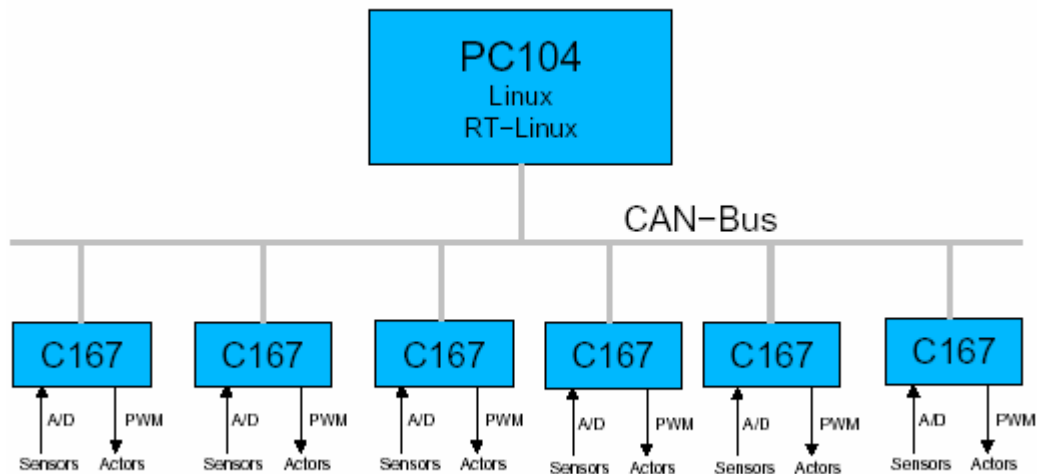 PC104
Linux
RT-Linux
CAN-Bus
C167 C167 C167 C167 C167 C167
A/D PWM A/D PWM A/D PWM A/D PWM A/D PWM A/D PWM
Sensors Actors Sensors Actors Sensors Actors Sensors Actors Sensors Actors Sensors Actors